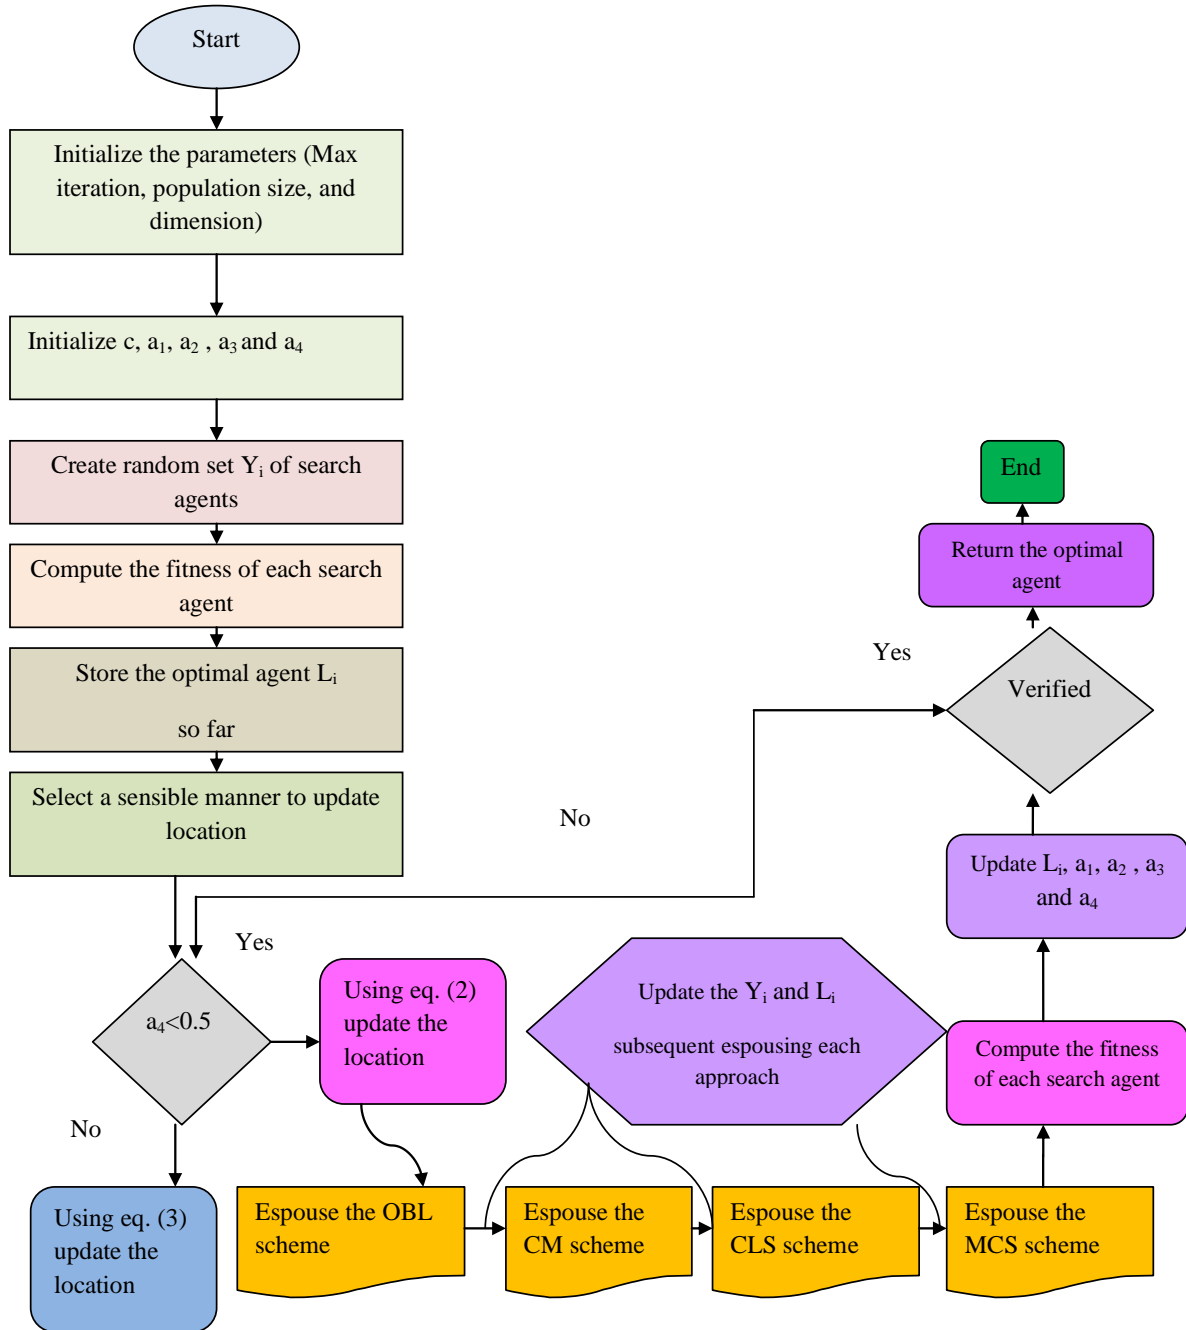 Start
Initialize the parameters (Max
iteration, population size, and
dimension)
Initialize c, a₁, a₂ , a₃ and a₄
Create random set Yᵢ of search
agents
Compute the fitness of each search
agent
Store the optimal agent Lᵢ
so far
Select a sensible manner to update
location
a₄<0.5
Yes
No
Using eq. (2)
update the
location
Using eq. (3)
update the
location
Espouse the OBL
scheme
Espouse the
CM scheme
Espouse the
CLS scheme
Espouse the
MCS scheme
Update the Yᵢ and Lᵢ
subsequent espousing each
approach
Compute the fitness
of each search agent
Update Lᵢ, a₁, a₂ , a₃
and a₄
Verified
No
Yes
Return the optimal
agent
End